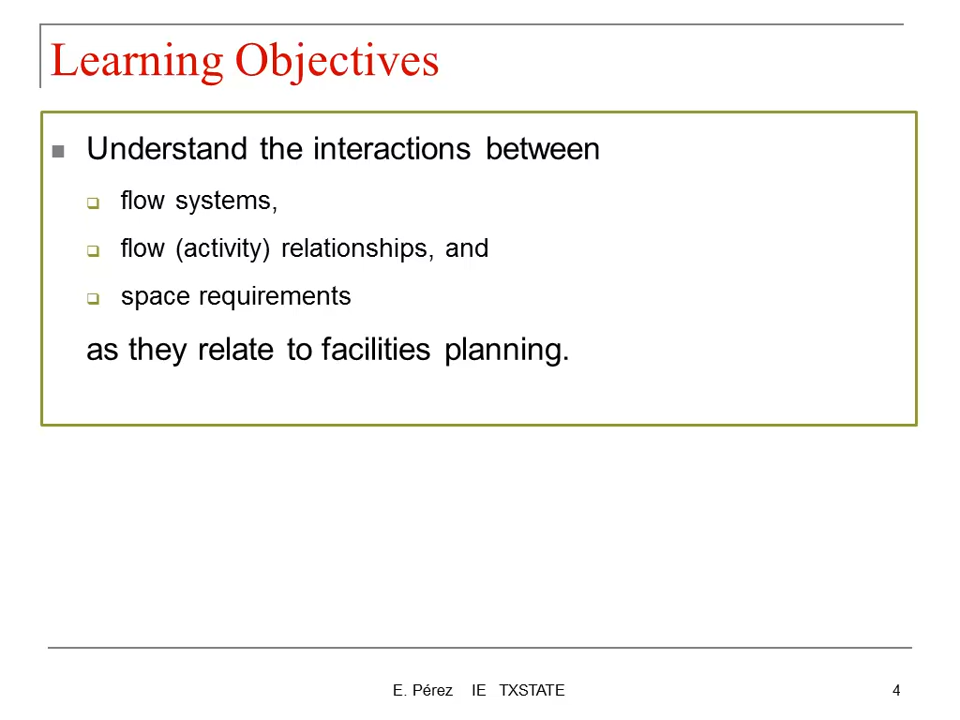 Learning Objectives
Understand the interactions between
flow systems,
flow (activity) relationships, and
space requirements
as they relate to facilities planning.
E. Pérez IE TXSTATE 4